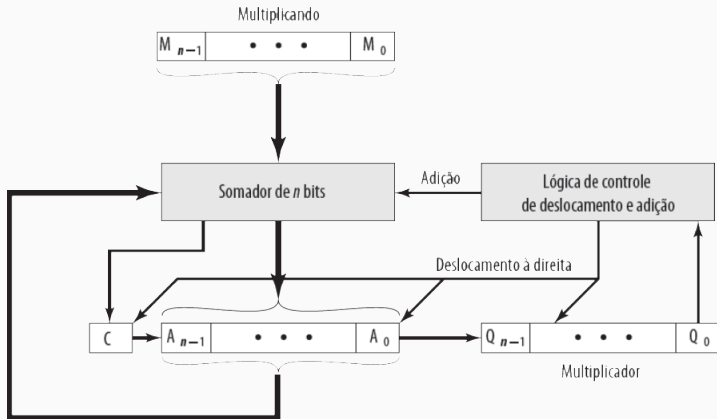 Multiplicando
M n–1 • • • M 0
Somador de n bits
Adição
Lógica de controle
de deslocamento e adição
Deslocamento à direita
C
A n–1 • • • A 0
Q n–1 • • • Q 0
Multiplicador